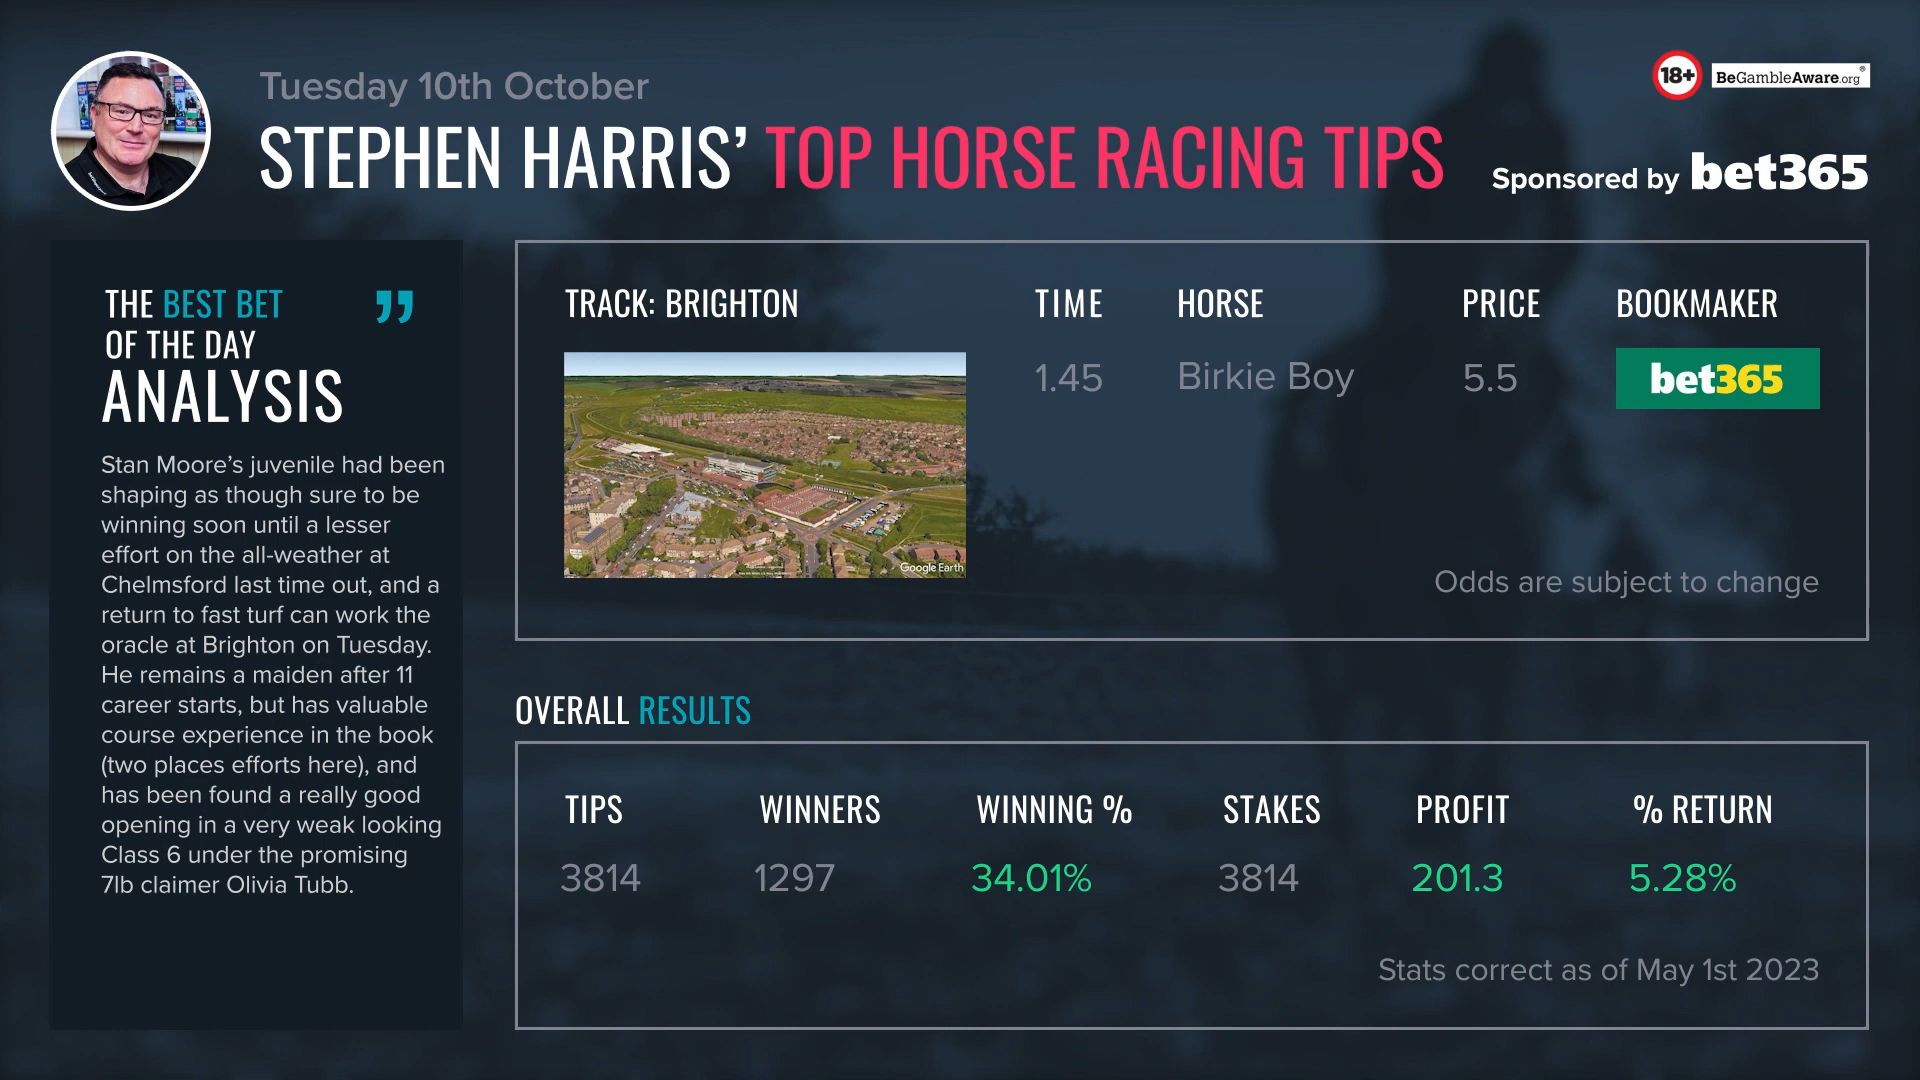 Tuesday 10th October
STEPHEN HARRIS’ TOP HORSE RACING TIPS
18+
BeGambleAware.org®
Sponsored by bet365
THE BEST BET
OF THE DAY
ANALYSIS
”
Stan Moore’s juvenile had been
shaping as though sure to be
winning soon until a lesser
effort on the all-weather at
Chelmsford last time out, and a
return to fast turf can work the
oracle at Brighton on Tuesday.
He remains a maiden after 11
career starts, but has valuable
course experience in the book
(two places efforts here), and
has been found a really good
opening in a very weak looking
Class 6 under the promising
7lb claimer Olivia Tubb.
TRACK: BRIGHTON TIME HORSE PRICE BOOKMAKER
1.45 Birkie Boy 5.5 bet365
Google Earth
Odds are subject to change
OVERALL RESULTS
TIPS WINNERS WINNING % STAKES PROFIT % RETURN
3814 1297 34.01% 3814 201.3 5.28%
Stats correct as of May 1st 2023